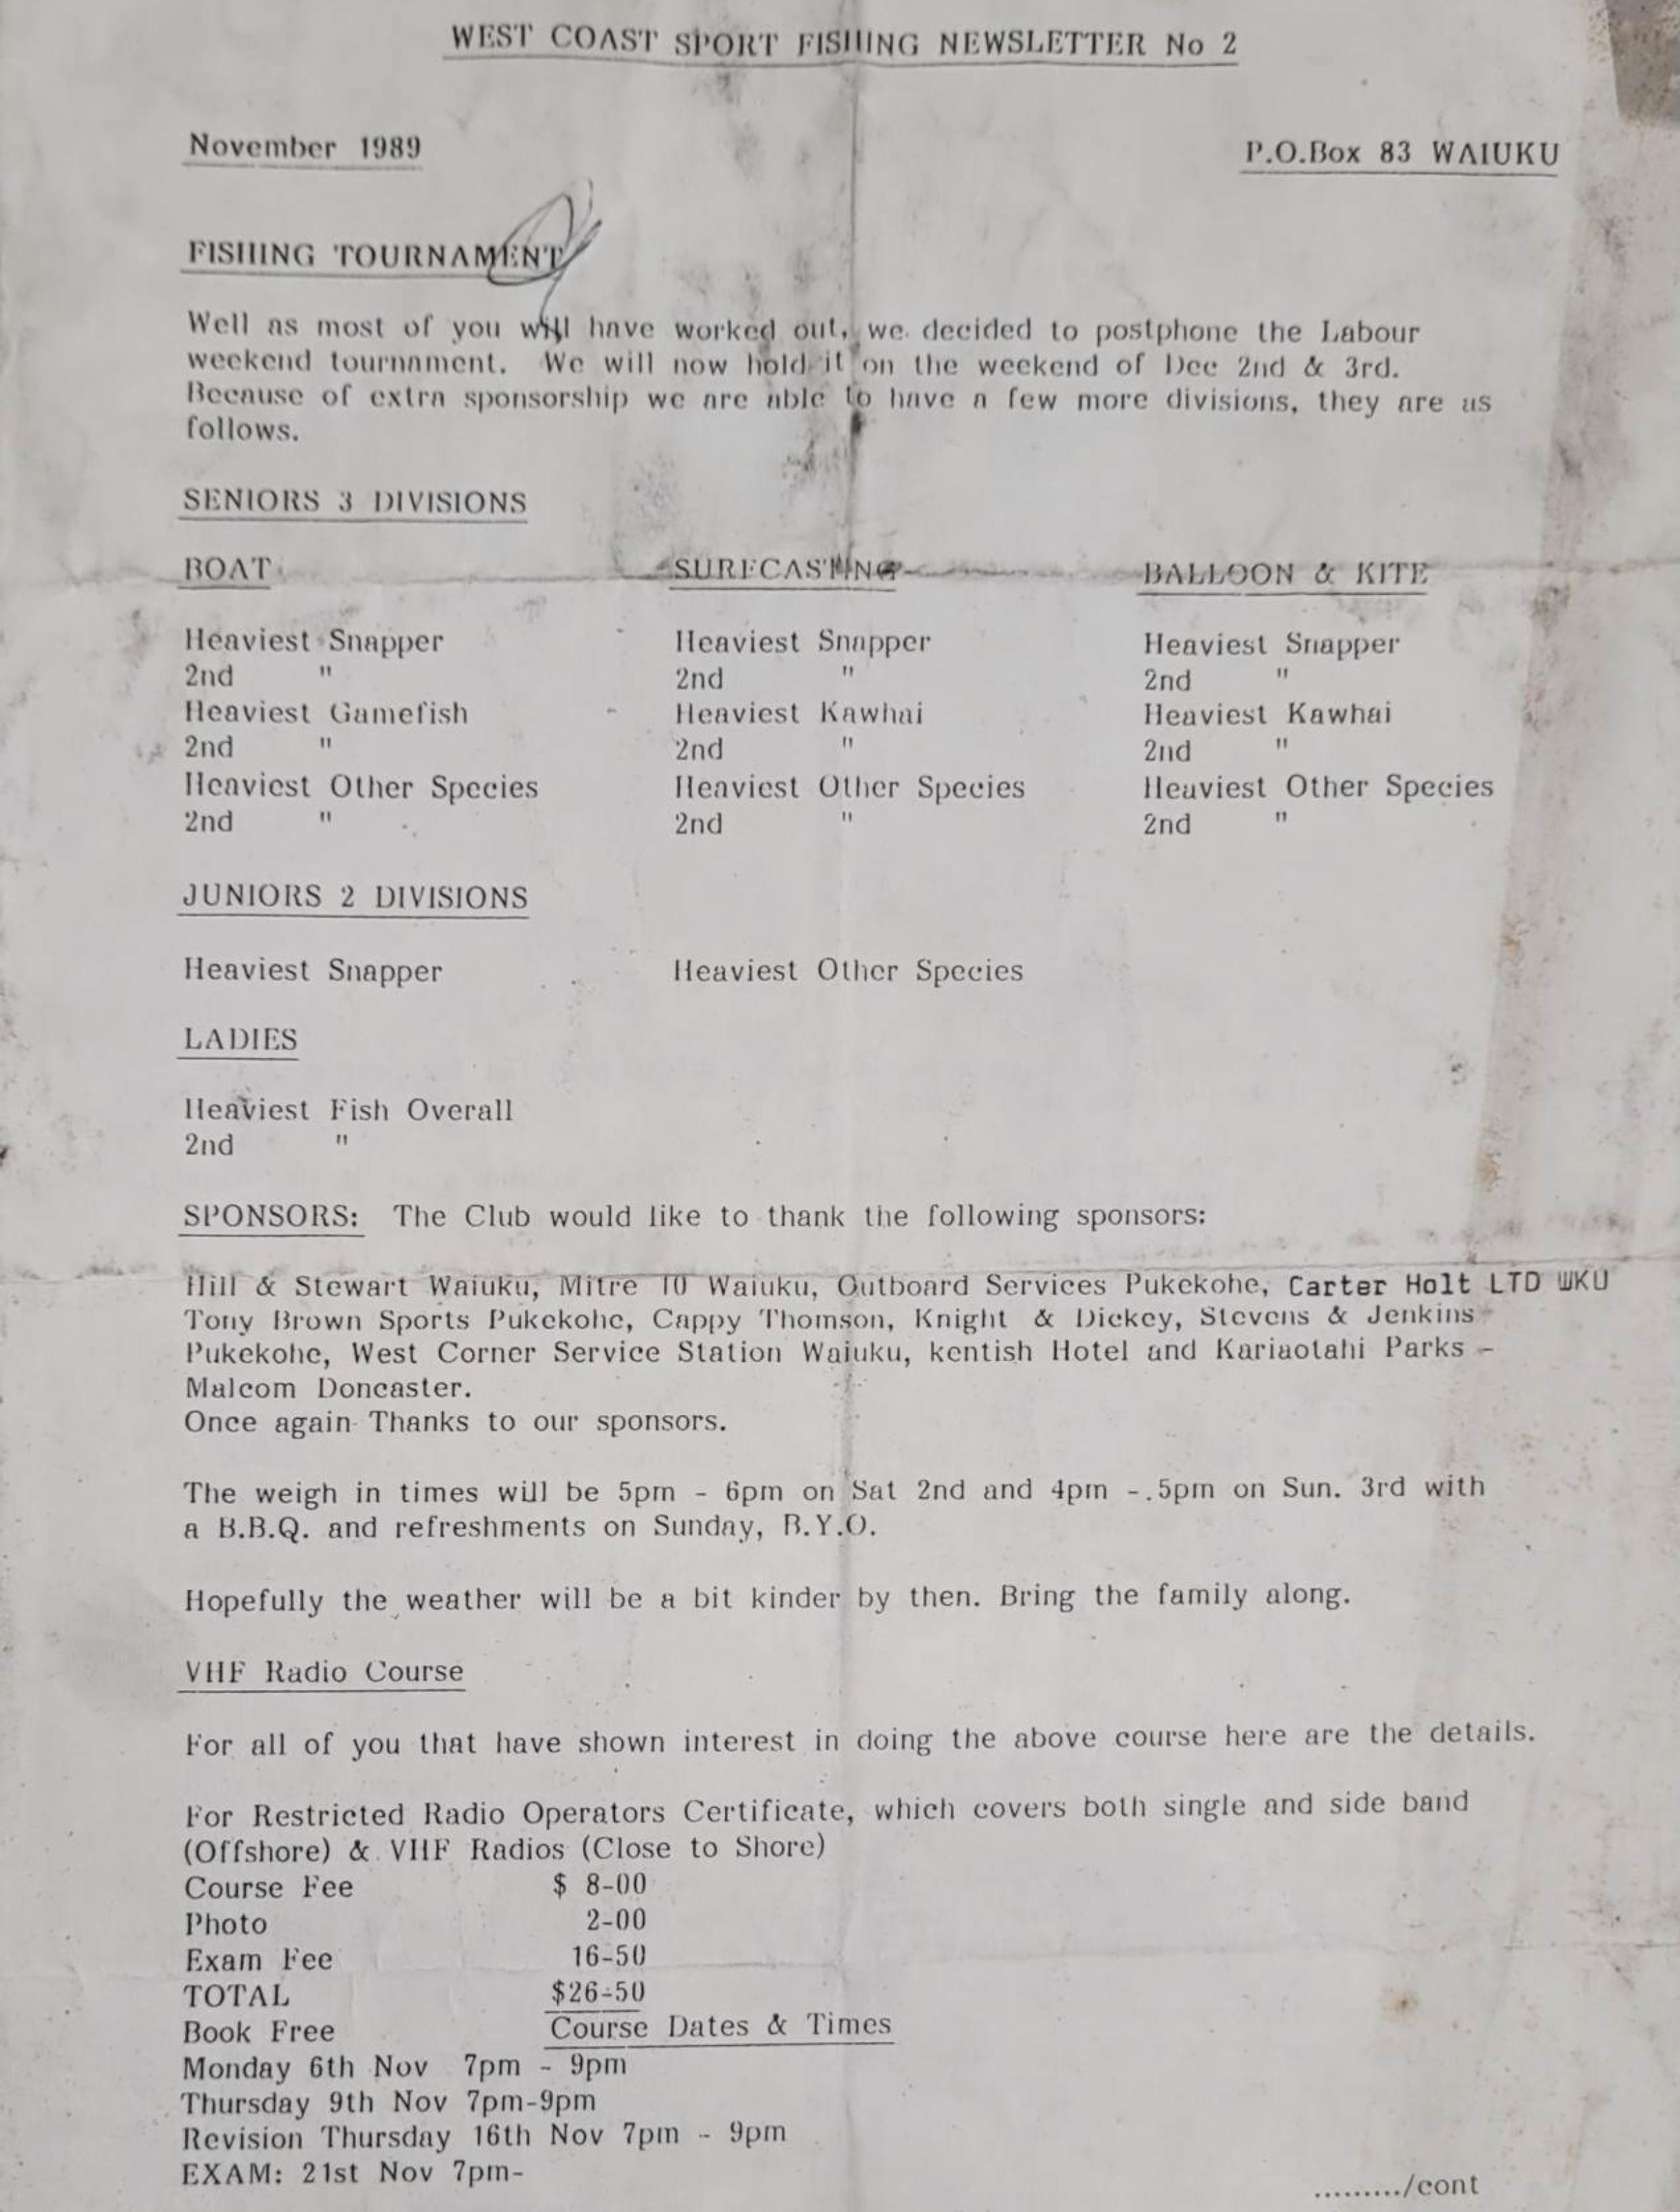 WEST COAST SPORT FISHING NEWSLETTER No 2
November 1989 P.O.Box 83 WAIUKU
FISHING TOURNAMENT
Well as most of you will have worked out, we decided to postphone the Labour
weekend tournament. We will now hold it on the weekend of Dec 2nd & 3rd.
Because of extra sponsorship we are able to have a few more divisions, they are as
follows.
SENIORS 3 DIVISIONS
BOAT SURFCASTING BALLOON & KITE
Heaviest Snapper Heaviest Snapper Heaviest Snapper
2nd " 2nd " 2nd "
Heaviest Gamefish Heaviest Kawhai Heaviest Kawhai
2nd " 2nd " 2nd "
Heaviest Other Species Heaviest Other Species Heaviest Other Species
2nd " 2nd " 2nd "
JUNIORS 2 DIVISIONS
Heaviest Snapper Heaviest Other Species
LADIES
Heaviest Fish Overall
2nd "
SPONSORS: The Club would like to thank the following sponsors:
Hill & Stewart Waiuku, Mitre 10 Waiuku, Outboard Services Pukekohe, Carter Holt LTD WKU
Tony Brown Sports Pukekohe, Cappy Thomson, Knight & Dickey, Stevens & Jenkins
Pukekohe, West Corner Service Station Waiuku, kentish Hotel and Kariaotahi Parks -
Malcom Doncaster.
Once again Thanks to our sponsors.
The weigh in times will be 5pm - 6pm on Sat 2nd and 4pm - 5pm on Sun. 3rd with
a B.B.Q. and refreshments on Sunday, B.Y.O.
Hopefully the weather will be a bit kinder by then. Bring the family along.
VHF Radio Course
For all of you that have shown interest in doing the above course here are the details.
For Restricted Radio Operators Certificate, which covers both single and side band
(Offshore) & VHF Radios (Close to Shore)
Course Fee $ 8-00
Photo 2-00
Exam Fee 16-50
TOTAL $26-50
Book Free Course Dates & Times
Monday 6th Nov 7pm - 9pm
Thursday 9th Nov 7pm-9pm
Revision Thursday 16th Nov 7pm - 9pm
EXAM: 21st Nov 7pm-
........./cont